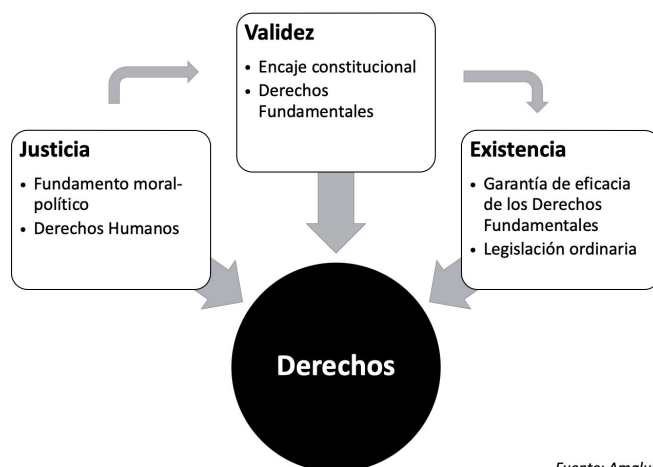 Validez
• Encaje constitucional
• Derechos
Fundamentales
Justicia
• Fundamento moral-
político
• Derechos Humanos
Existencia
• Garantía de eficacia
de los Derechos
Fundamentales
• Legislación ordinaria
Derechos
Fuente: